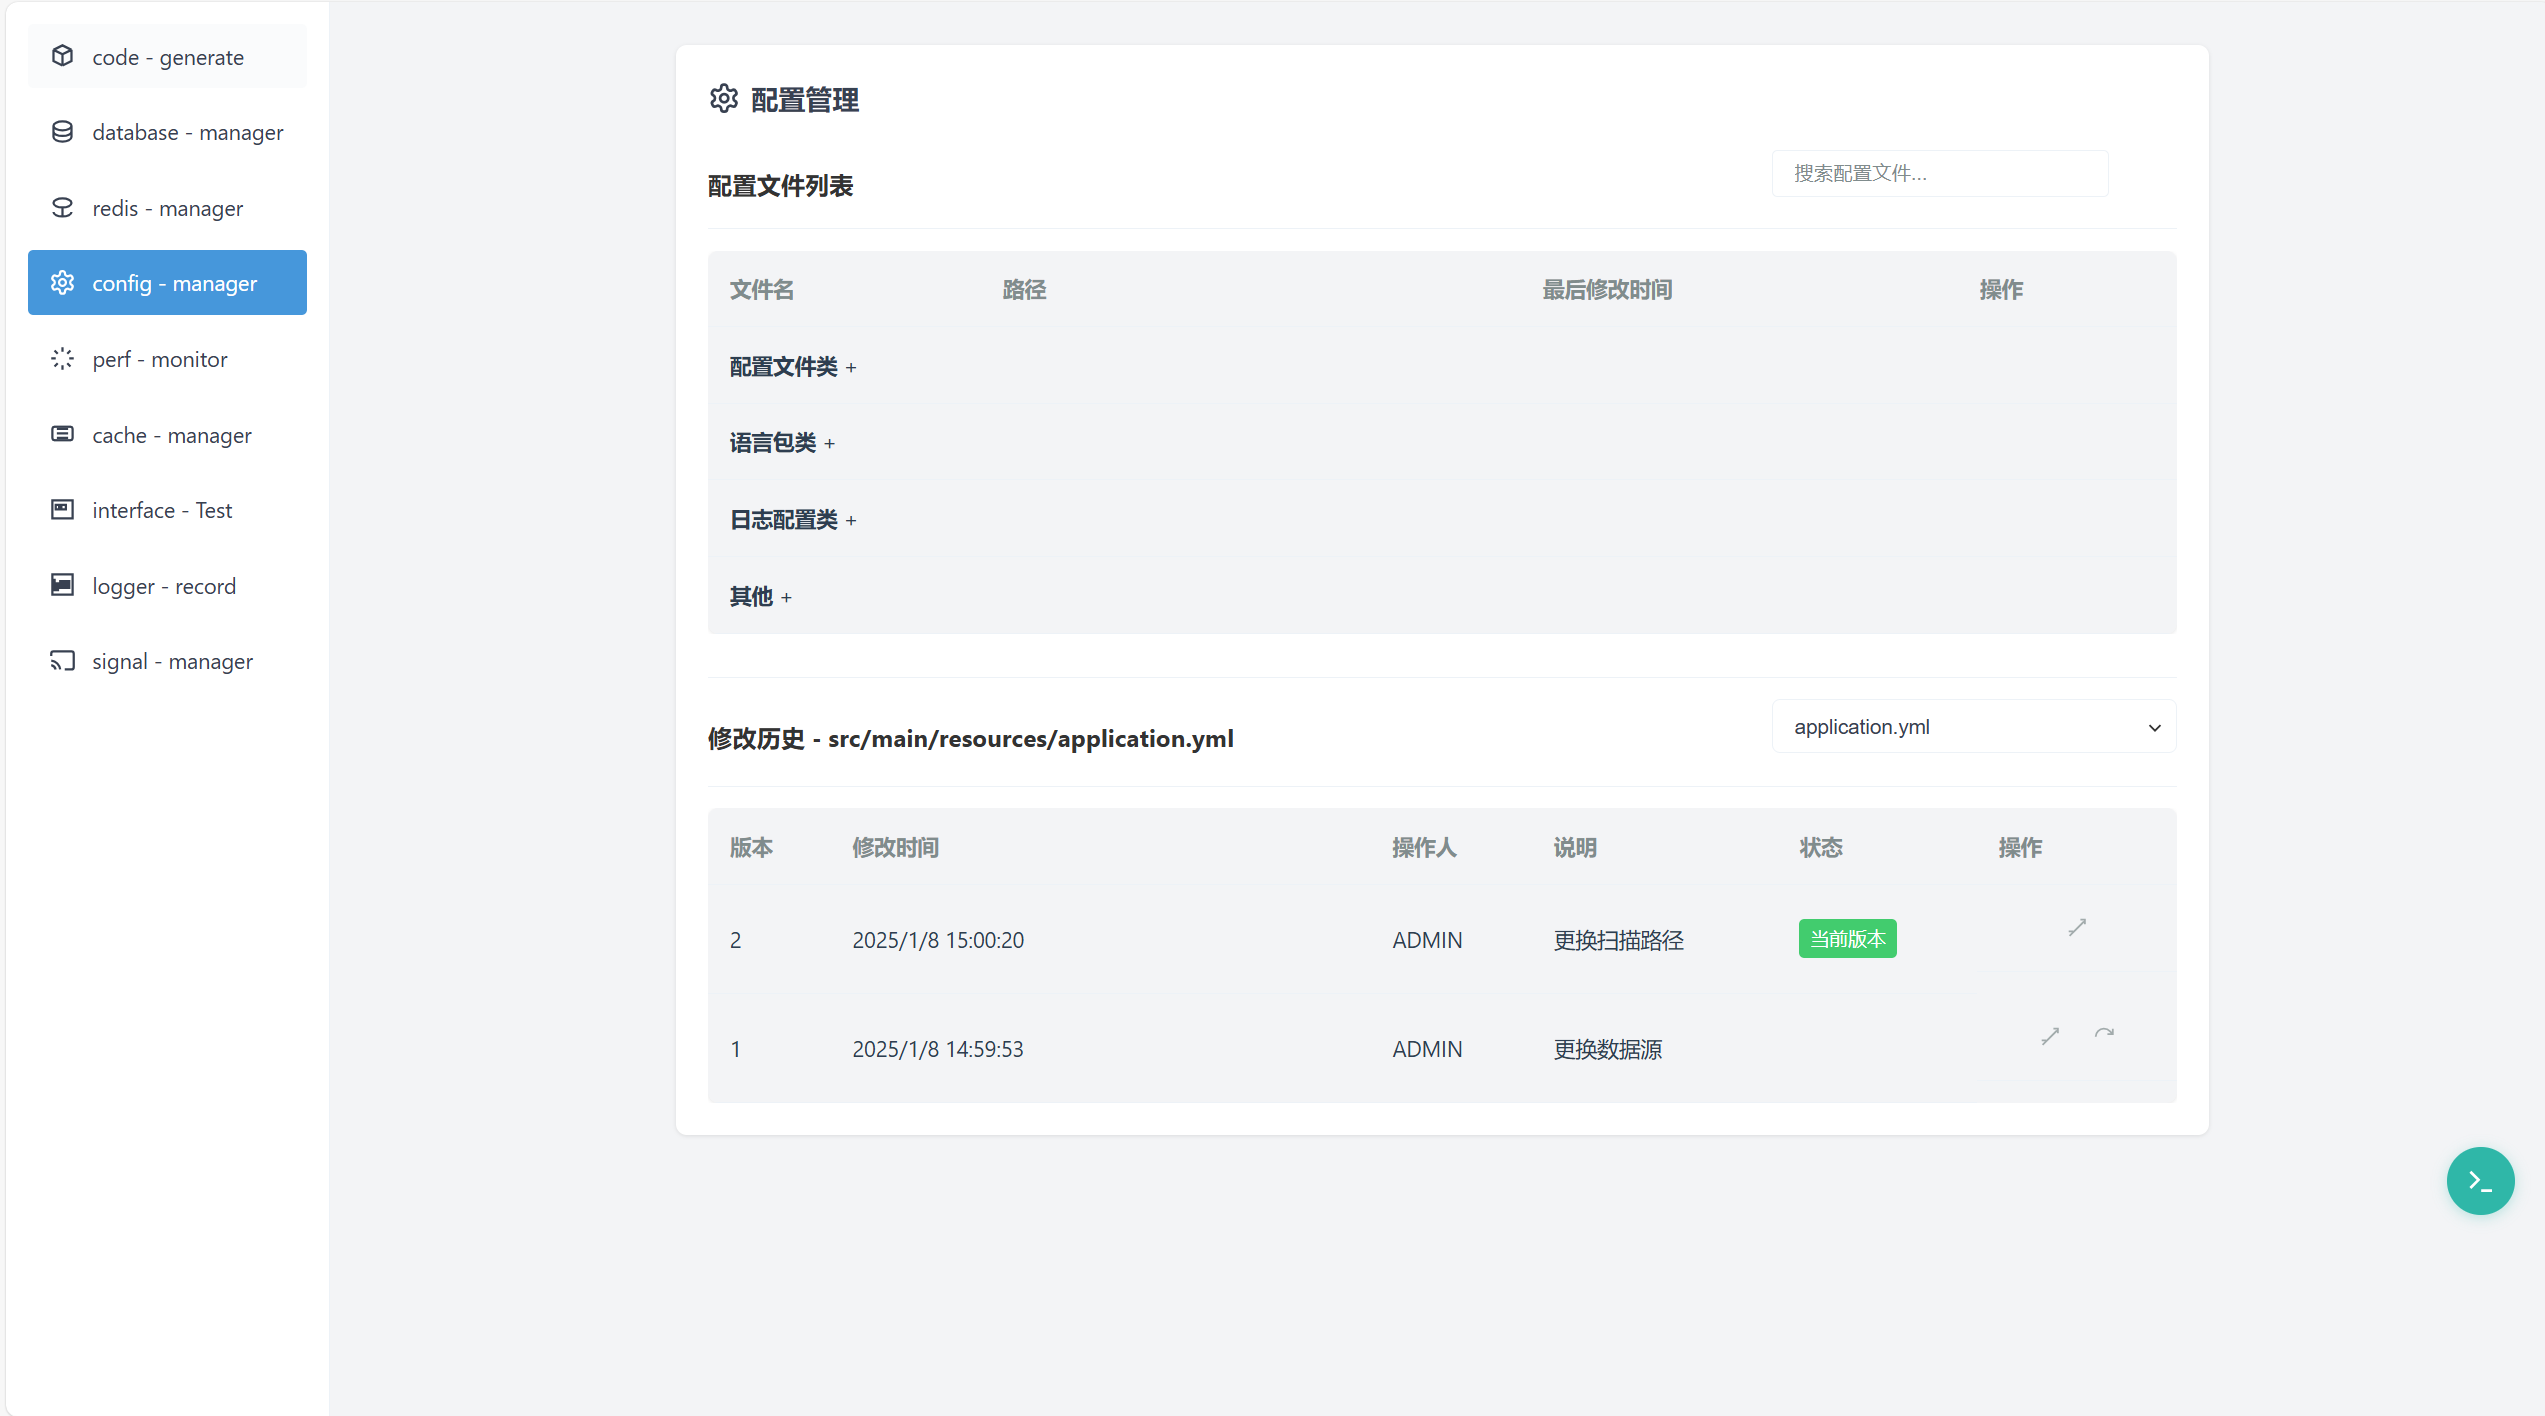 code - generate
database - manager
redis - manager
config - manager
perf - monitor
cache - manager
interface - Test
logger - record
signal - manager
配置管理
配置文件列表
搜索配置文件...
文件名 路径 最后修改时间 操作
配置文件类 +
语言包类 +
日志配置类 +
其他 +
修改历史 - src/main/resources/application.yml
application.yml
版本 修改时间 操作人 说明 状态 操作
2 2025/1/8 15:00:20 ADMIN 更换扫描路径 当前版本
1 2025/1/8 14:59:53 ADMIN 更换数据源